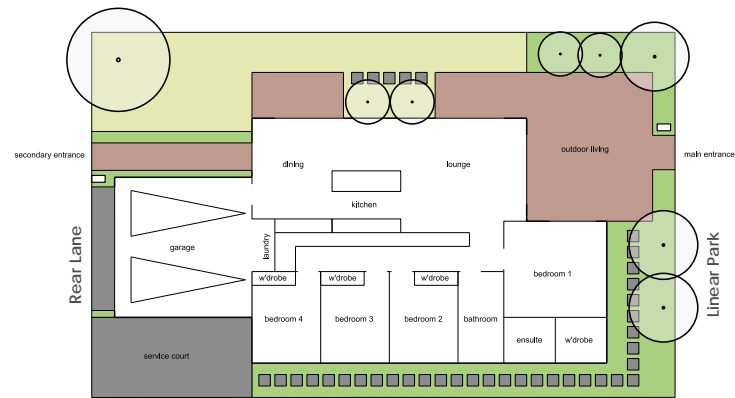 secondary entrance
dining
lounge
outdoor living
main entrance
kitchen
garage
laundry
Rear Lane
Linear Park
w'drobe
w'drobe
w'drobe
bedroom 1
bedroom 4
bedroom 3
bedroom 2
bathroom
ensuite
w'drobe
service court